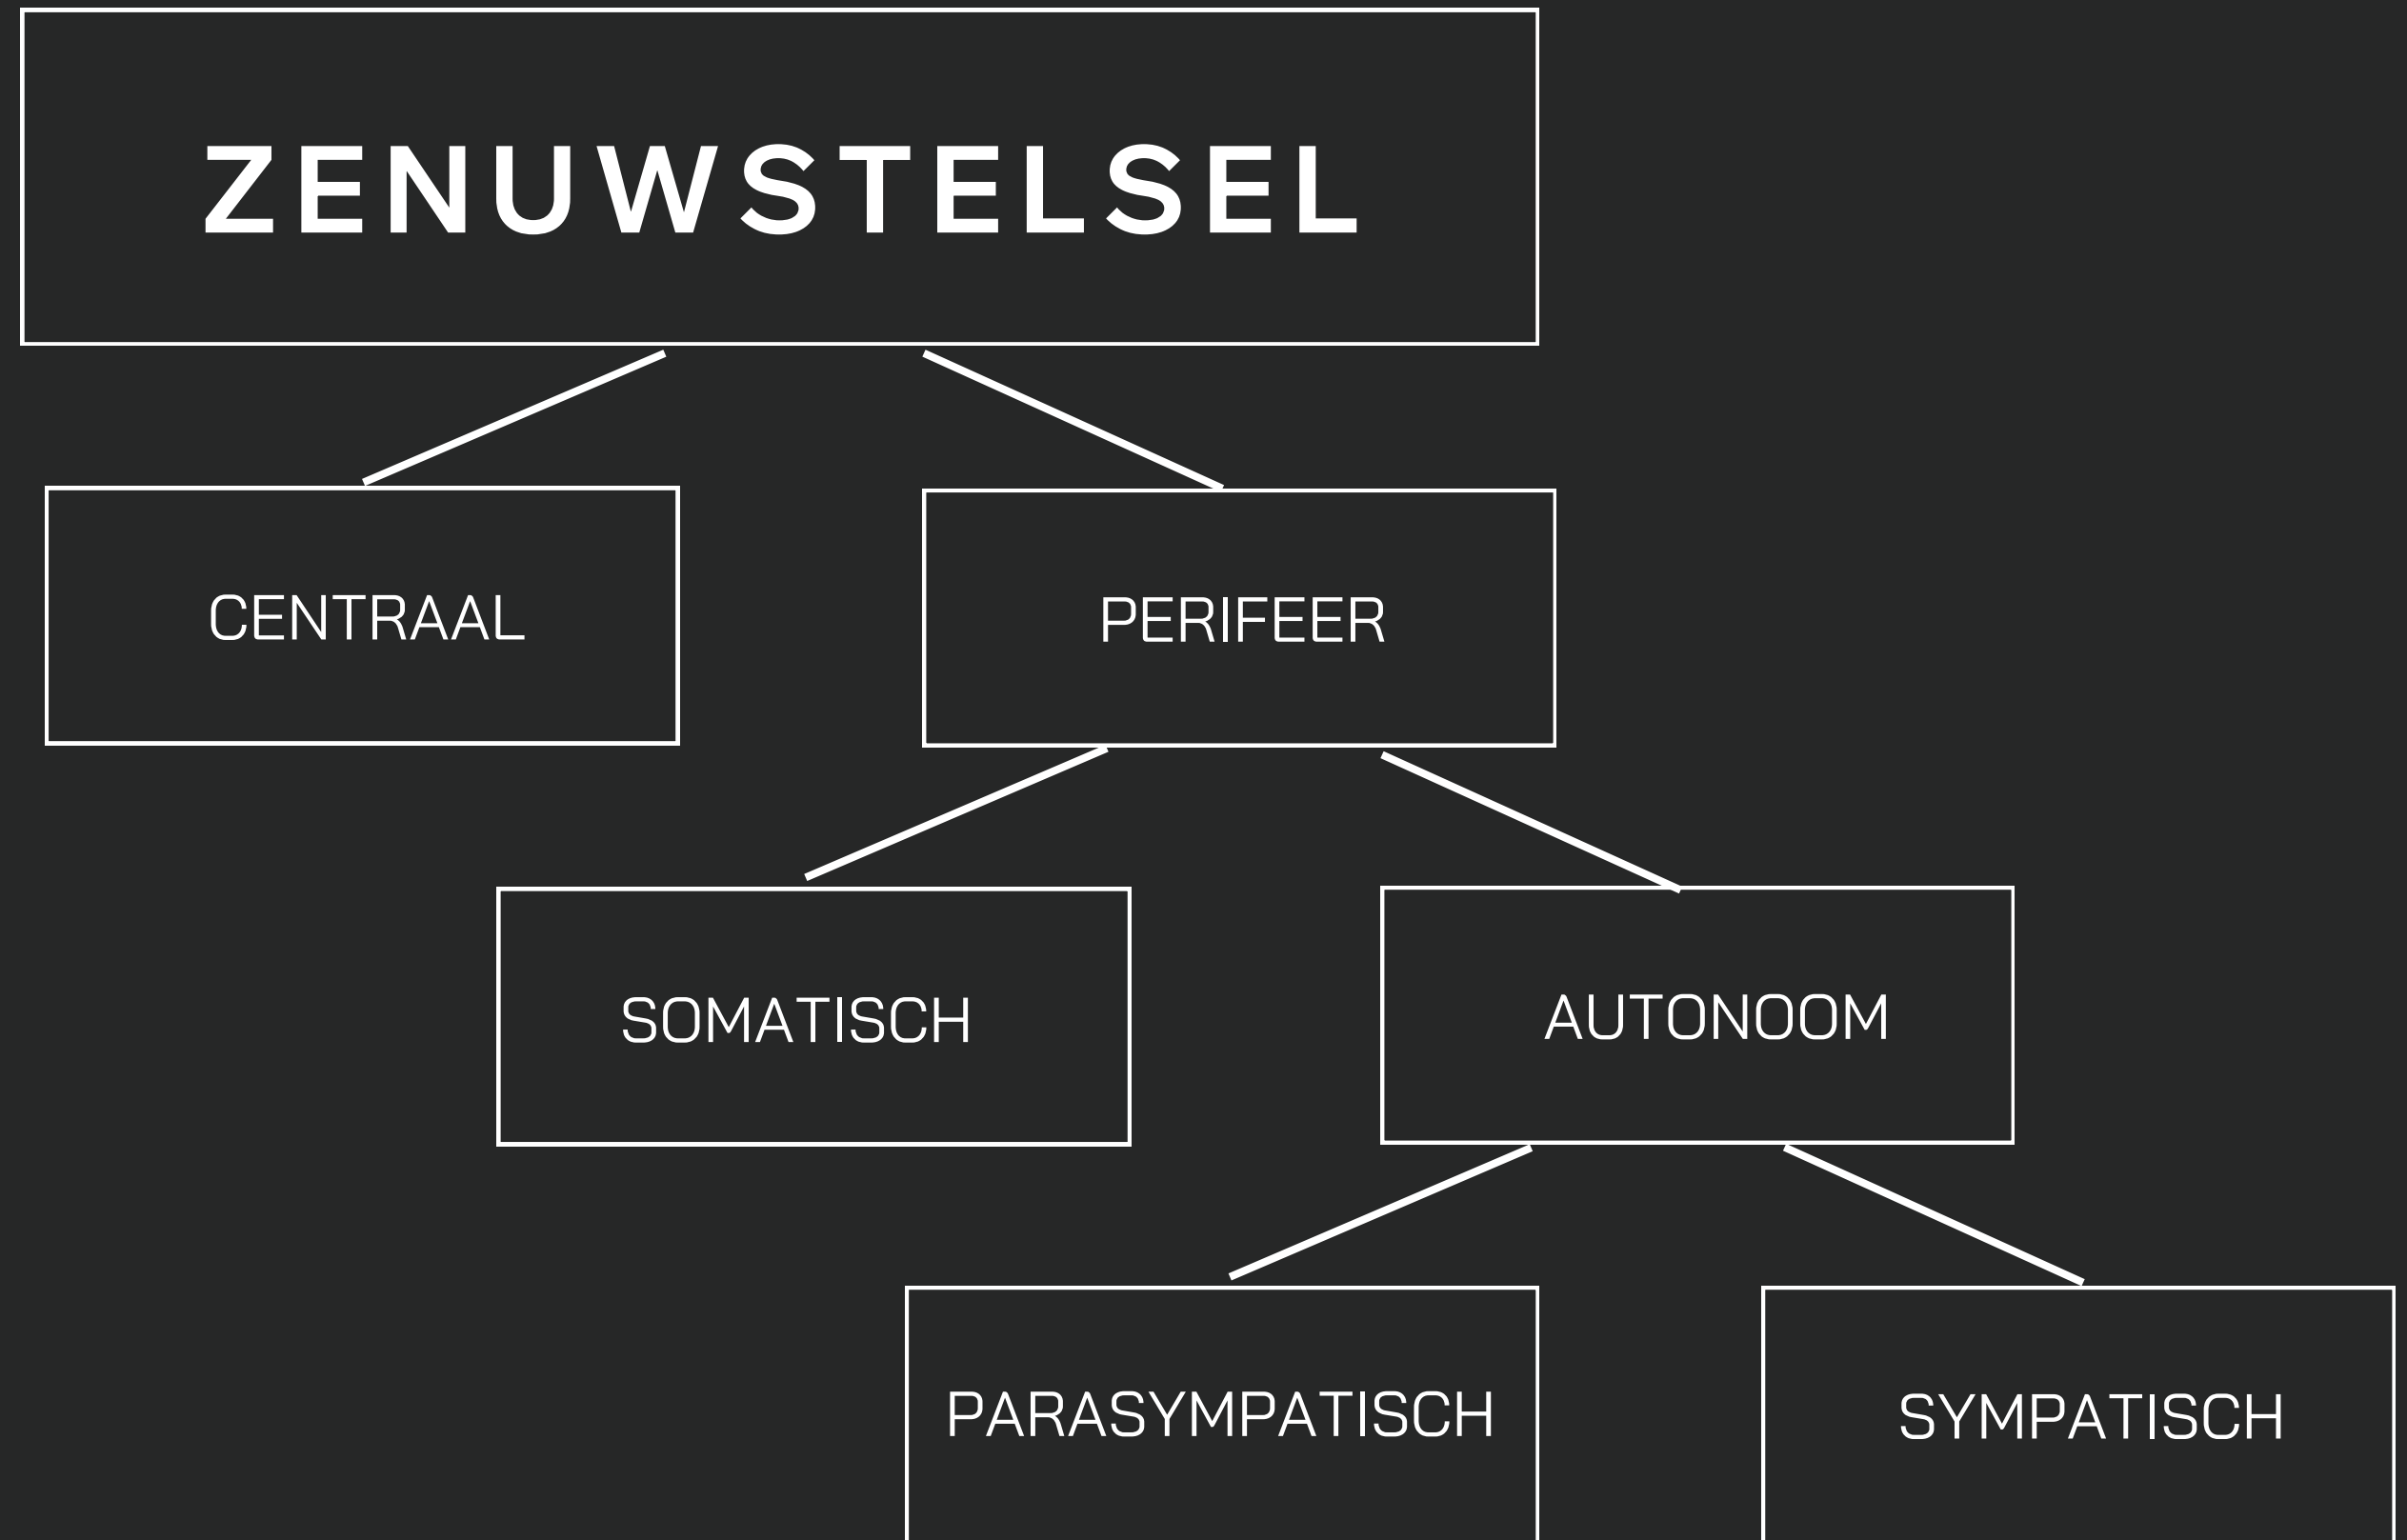 ZENUWSTELSEL
CENTRAAL
PERIFEER
SOMATISCH
AUTONOOM
PARASYMPATISCH
SYMPATISCH